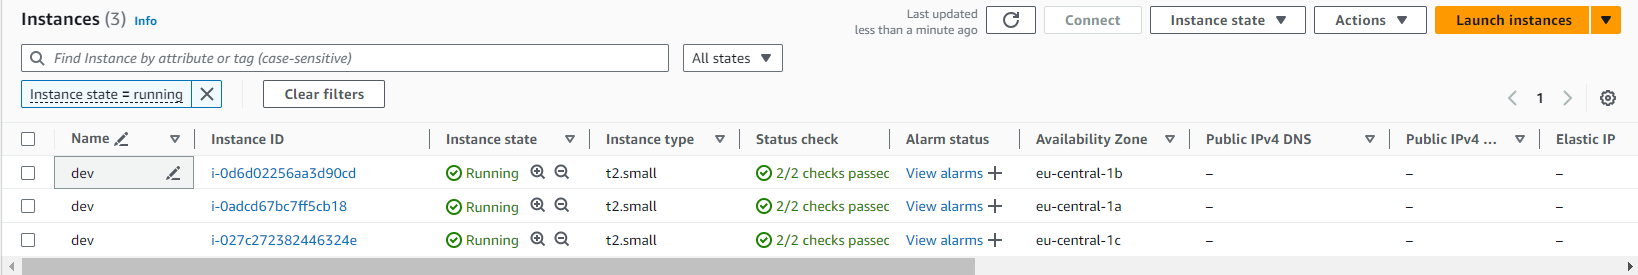 Instances (3) Info
Last updated
less than a minute ago
Connect
Instance state
Actions
Launch instances
Find Instance by attribute or tag (case-sensitive)
All states
Instance state = running
Clear filters
1
Name Instance ID Instance state Instance type Status check Alarm status Availability Zone Public IPv4 DNS Public IPv4 ... Elastic IP
dev i-0d6d02256aa3d90cd Running t2.small 2/2 checks passed View alarms + eu-central-1b – – –
dev i-0adcd67bc7ff5cb18 Running t2.small 2/2 checks passed View alarms + eu-central-1a – – –
dev i-027c272382446324e Running t2.small 2/2 checks passed View alarms + eu-central-1c – – –